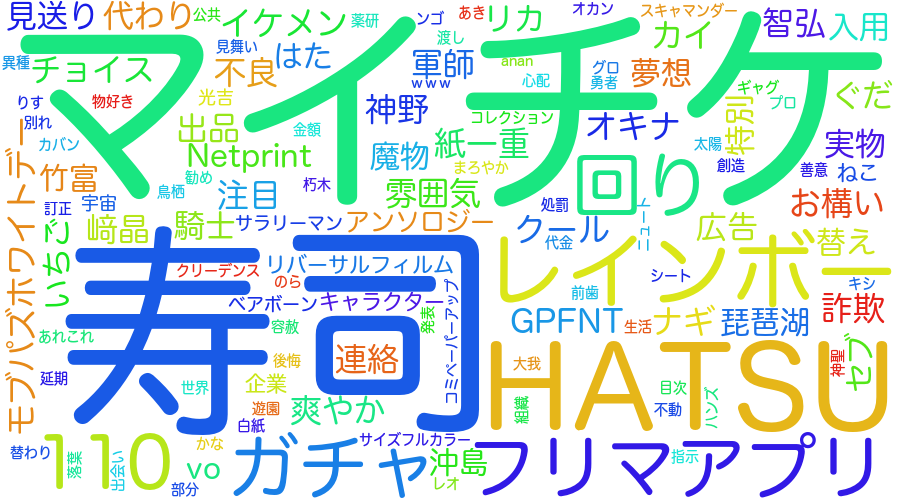 見送り
代わり
公共
イケメン
薬研
ンゴ
あき
リカ
オカン
スキャマンダー
智弘
入用
異種
チョイス
見舞い
はた
渡し
カイ
不良
軍師
www
anan
心配
グロ
勇者
夢想
ギャグ
プロ
ぐだ
マイチケ
りす
物好き
光吉
神野
コレクション
オキナ
特別
別れ
カバン
出品
金額
紙一重
太陽
実物
Netprint
魔物
まろやか
回り
創造
善意
ねこ
竹富
鳥栖
勧め
朽木
雰囲気
お構い
訂正
宇宙
注目
処罰
ニュート
﨑晶
騎士
サラリーマン
アンソロジー
クール
代金
広告
替え
モブパズホワイトデー
いちご
寿司
クリーデンス
リバーサルフィルム
のら
レインボー
シート
キシ
ベアボーン
キャラクター
コミペーパーアップ
前歯
詐欺
あれこれ
容赦
発表
GPFNT
生活
ナギ
琵琶湖
連絡
後悔
セブ
神聖
延期
世界
企業
大我
HATSU
目次
不動
ハンズ
遊園
爽やか
組織
白紙
110
替わり
落葉
出会い
かな
vo
部分
ガチャ
サイズフルカラー
沖島
レオ
フリマアプリ
指示